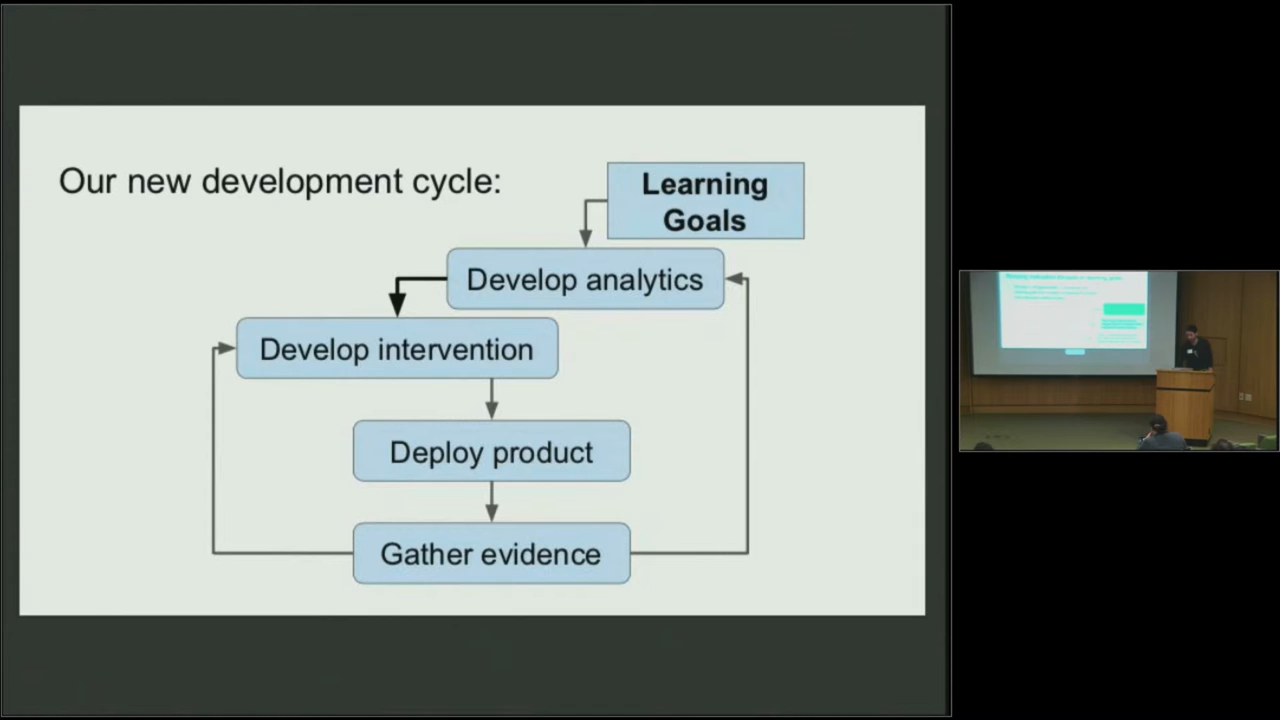 Our new development cycle:
Learning
Goals
Develop analytics
Develop intervention
Deploy product
Gather evidence